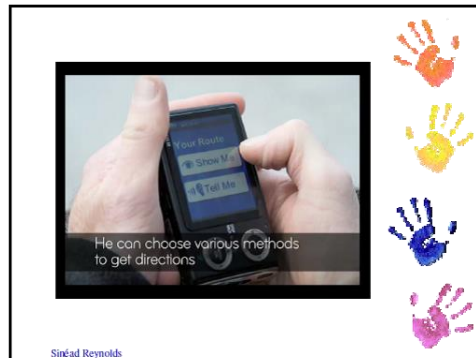 Your Route
Show Me
Tell Me
He can choose various methods
to get directions
Sinéad Reynolds